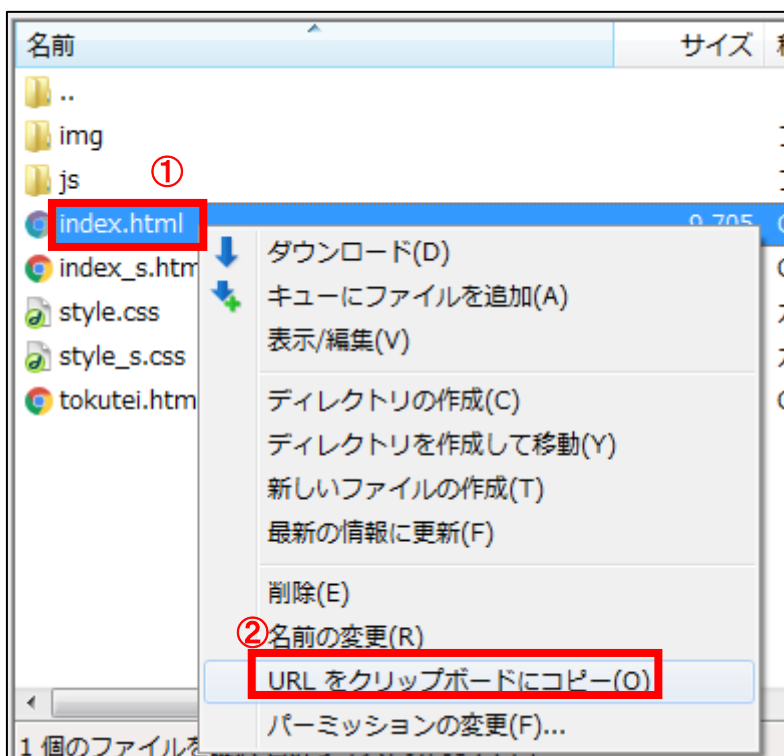 名前 サイズ
..
img
js ①
index.html 9,705
index_s.htm
style.css
style_s.css
tokutei.htm
ダウンロード(D)
キューにファイルを追加(A)
表示/編集(V)
ディレクトリの作成(C)
ディレクトリを作成して移動(Y)
新しいファイルの作成(T)
最新の情報に更新(F)
削除(E)
②名前の変更(R)
URL をクリップボードにコピー(O)
パーミッションの変更(F)...
1 個のファイルを